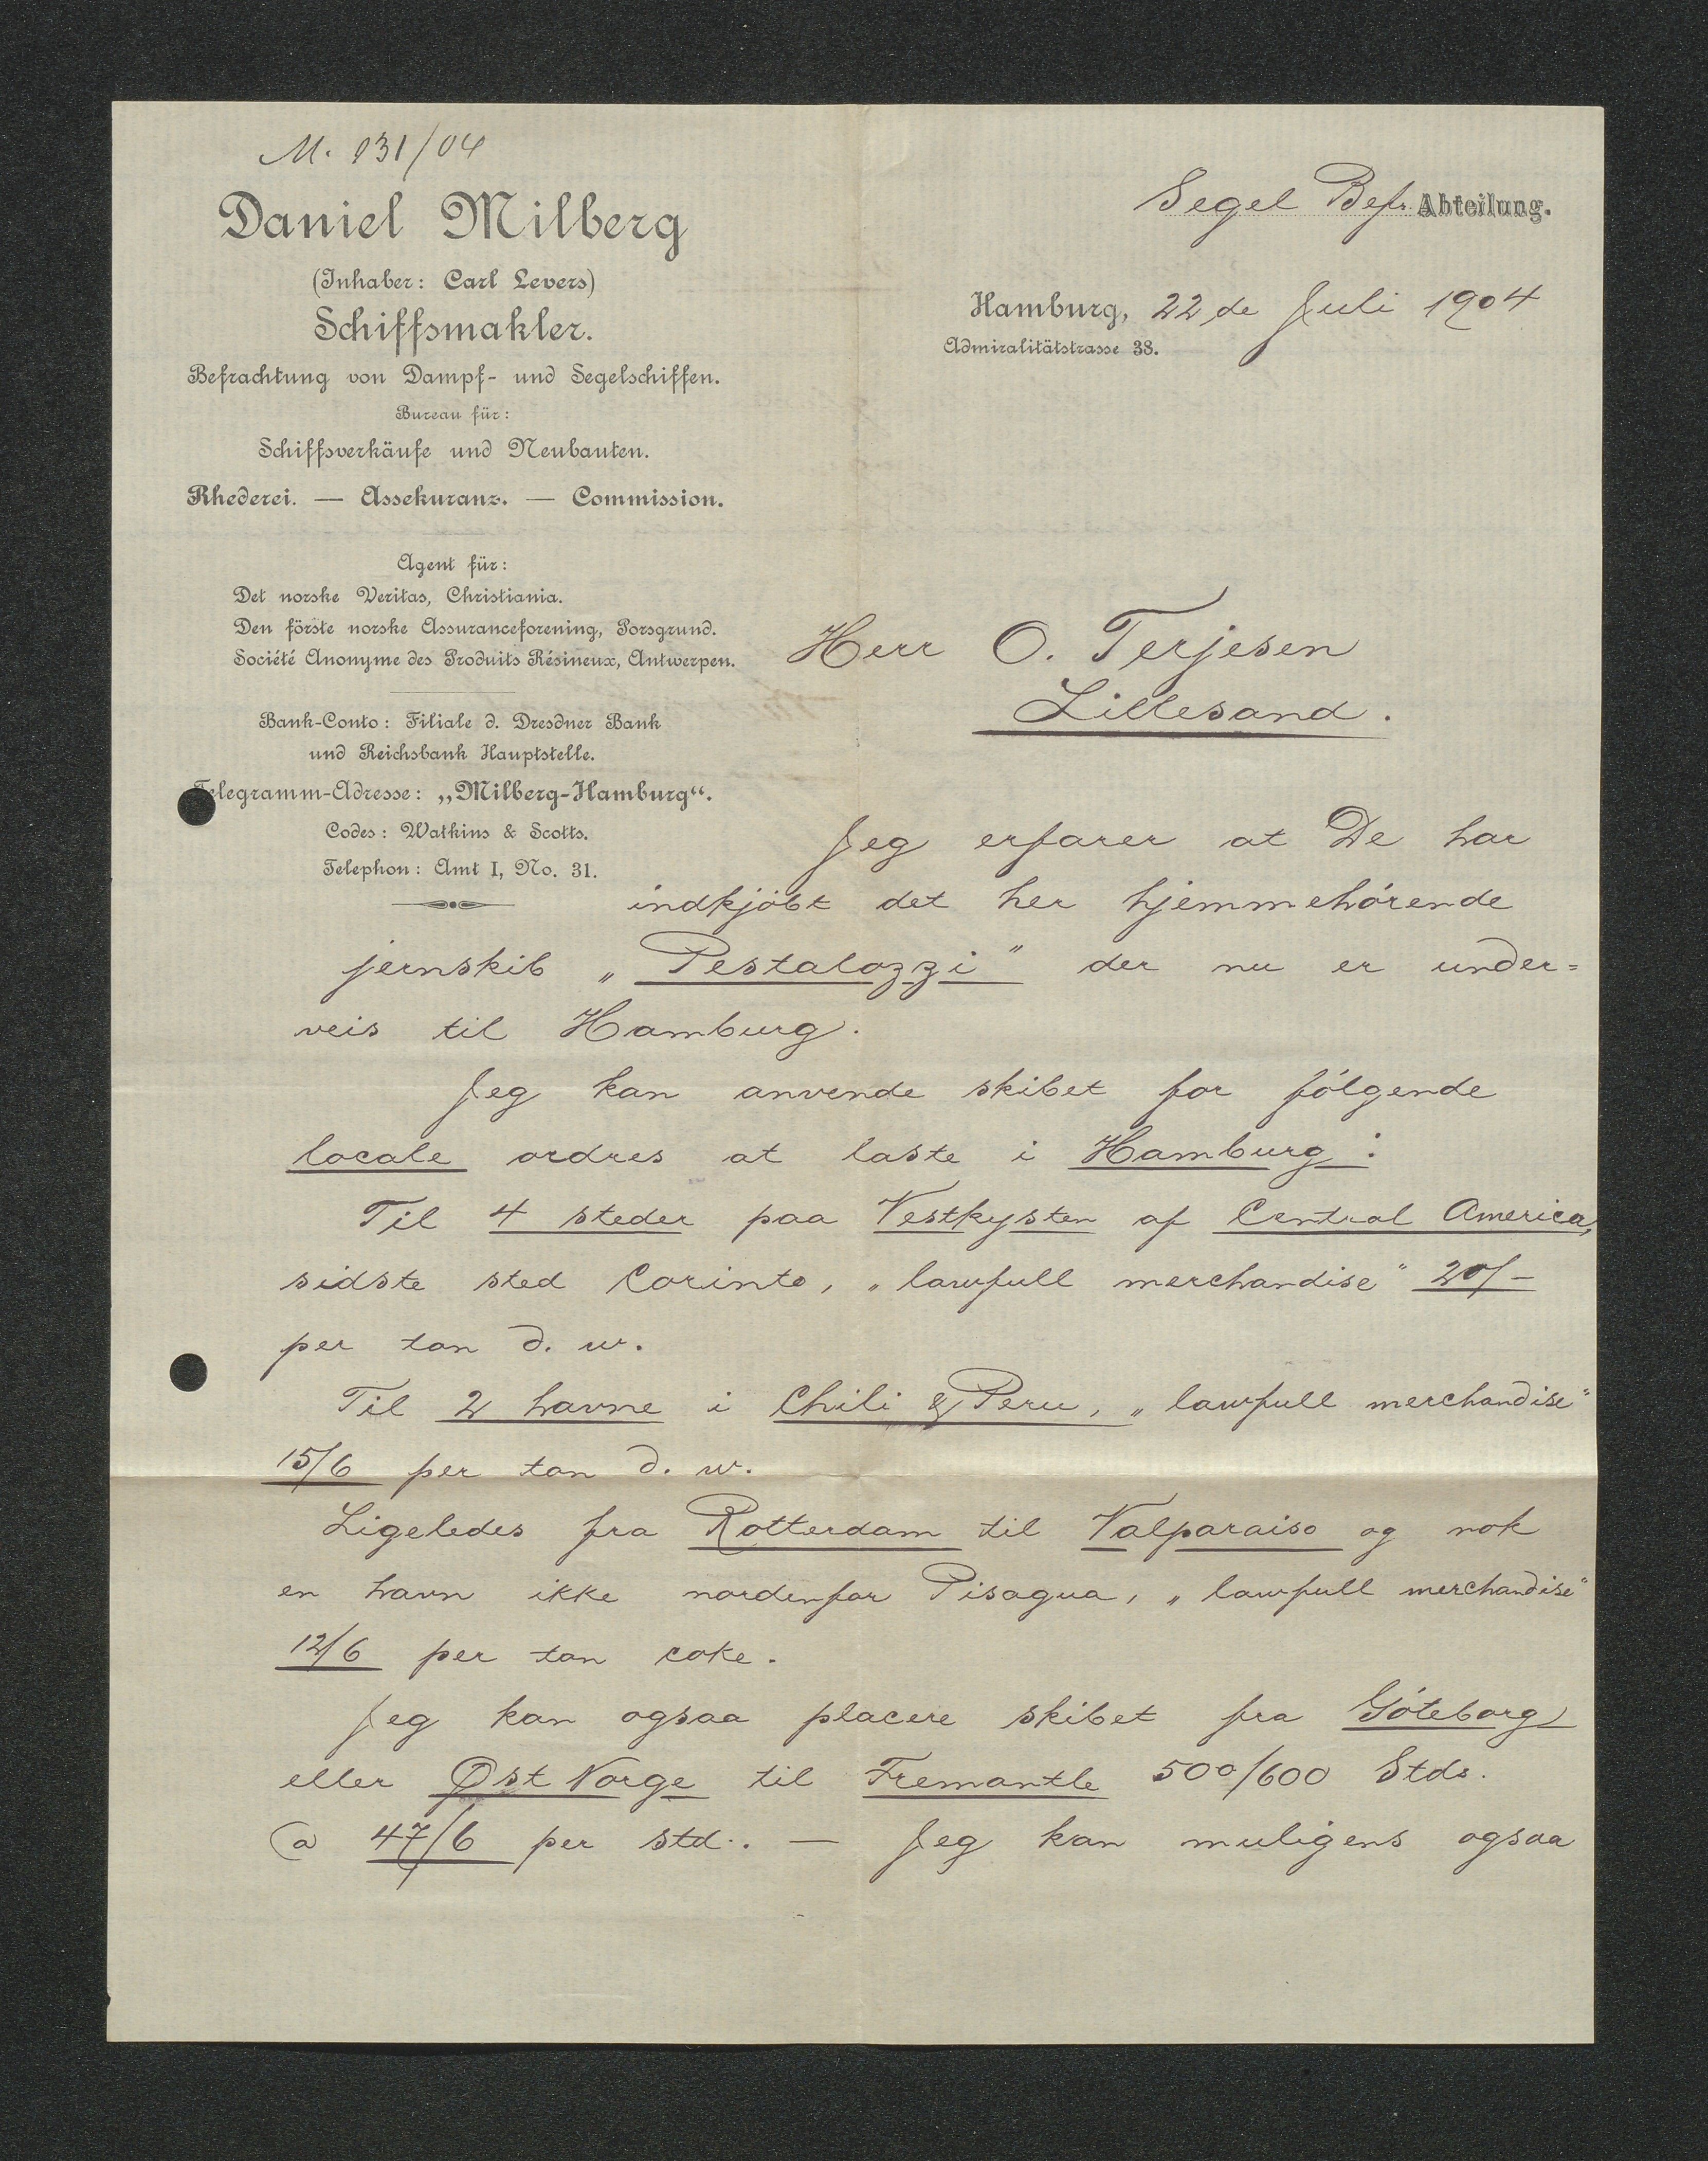 M. 131/04
Daniel Milberg
(Inhaber: Carl Levers)
Schiffsmakler.
Befrachtung von Dampf- und Segelschiffen.
Bureau für:
Schiffsverkäufe und Neubauten.
Rhederei. — Assekuranz. — Commission.
Agent für:
Det norske Veritas, Christiania.
Den förste norske Assuranceforening, Porsgrund.
Société Anonyme des Produits Résineux, Antwerpen.
Bank-Conto: Filiale d. Dresdner Bank
und Reichsbank Hauptstelle.
Telegramm-Adresse: „Milberg-Hamburg“.
Codes: Watkins & Scotts.
Telephon: Amt I, No. 31.
Segel Befr. Abteilung.
Hamburg, 22 de Juli 1904
Admiralitätstrasse 38.
Herr O. Terjesen
Lillesand.
Jeg erfarer at De har
indkjóbt det her hjemmehórende
jernskib „Pestalozzi" der nu er under=
veis til Hamburg.
Jeg kan anvende skibet for fólgende
locale ordres at laste i Hamburg:
Til 4 steder paa Vestkysten af Central America,
sidste sted Corinto, „lawfull merchandise" 20/-
per ton d. w.
Til 2 havne i Chili & Peru, „lawfull merchandise"
15/6 per ton d. w.
Ligeledes fra Rotterdam til Valparaiso og nok
en havn ikke nordenfor Pisagua, „lawfull merchandise"
12/6 per ton coke.
Jeg kan ogsaa placere skibet fra Góteborg
eller Øst Norge til Fremantle 500/600 Stds.
@ 47/6 per std. — Jeg kan muligens ogsaa